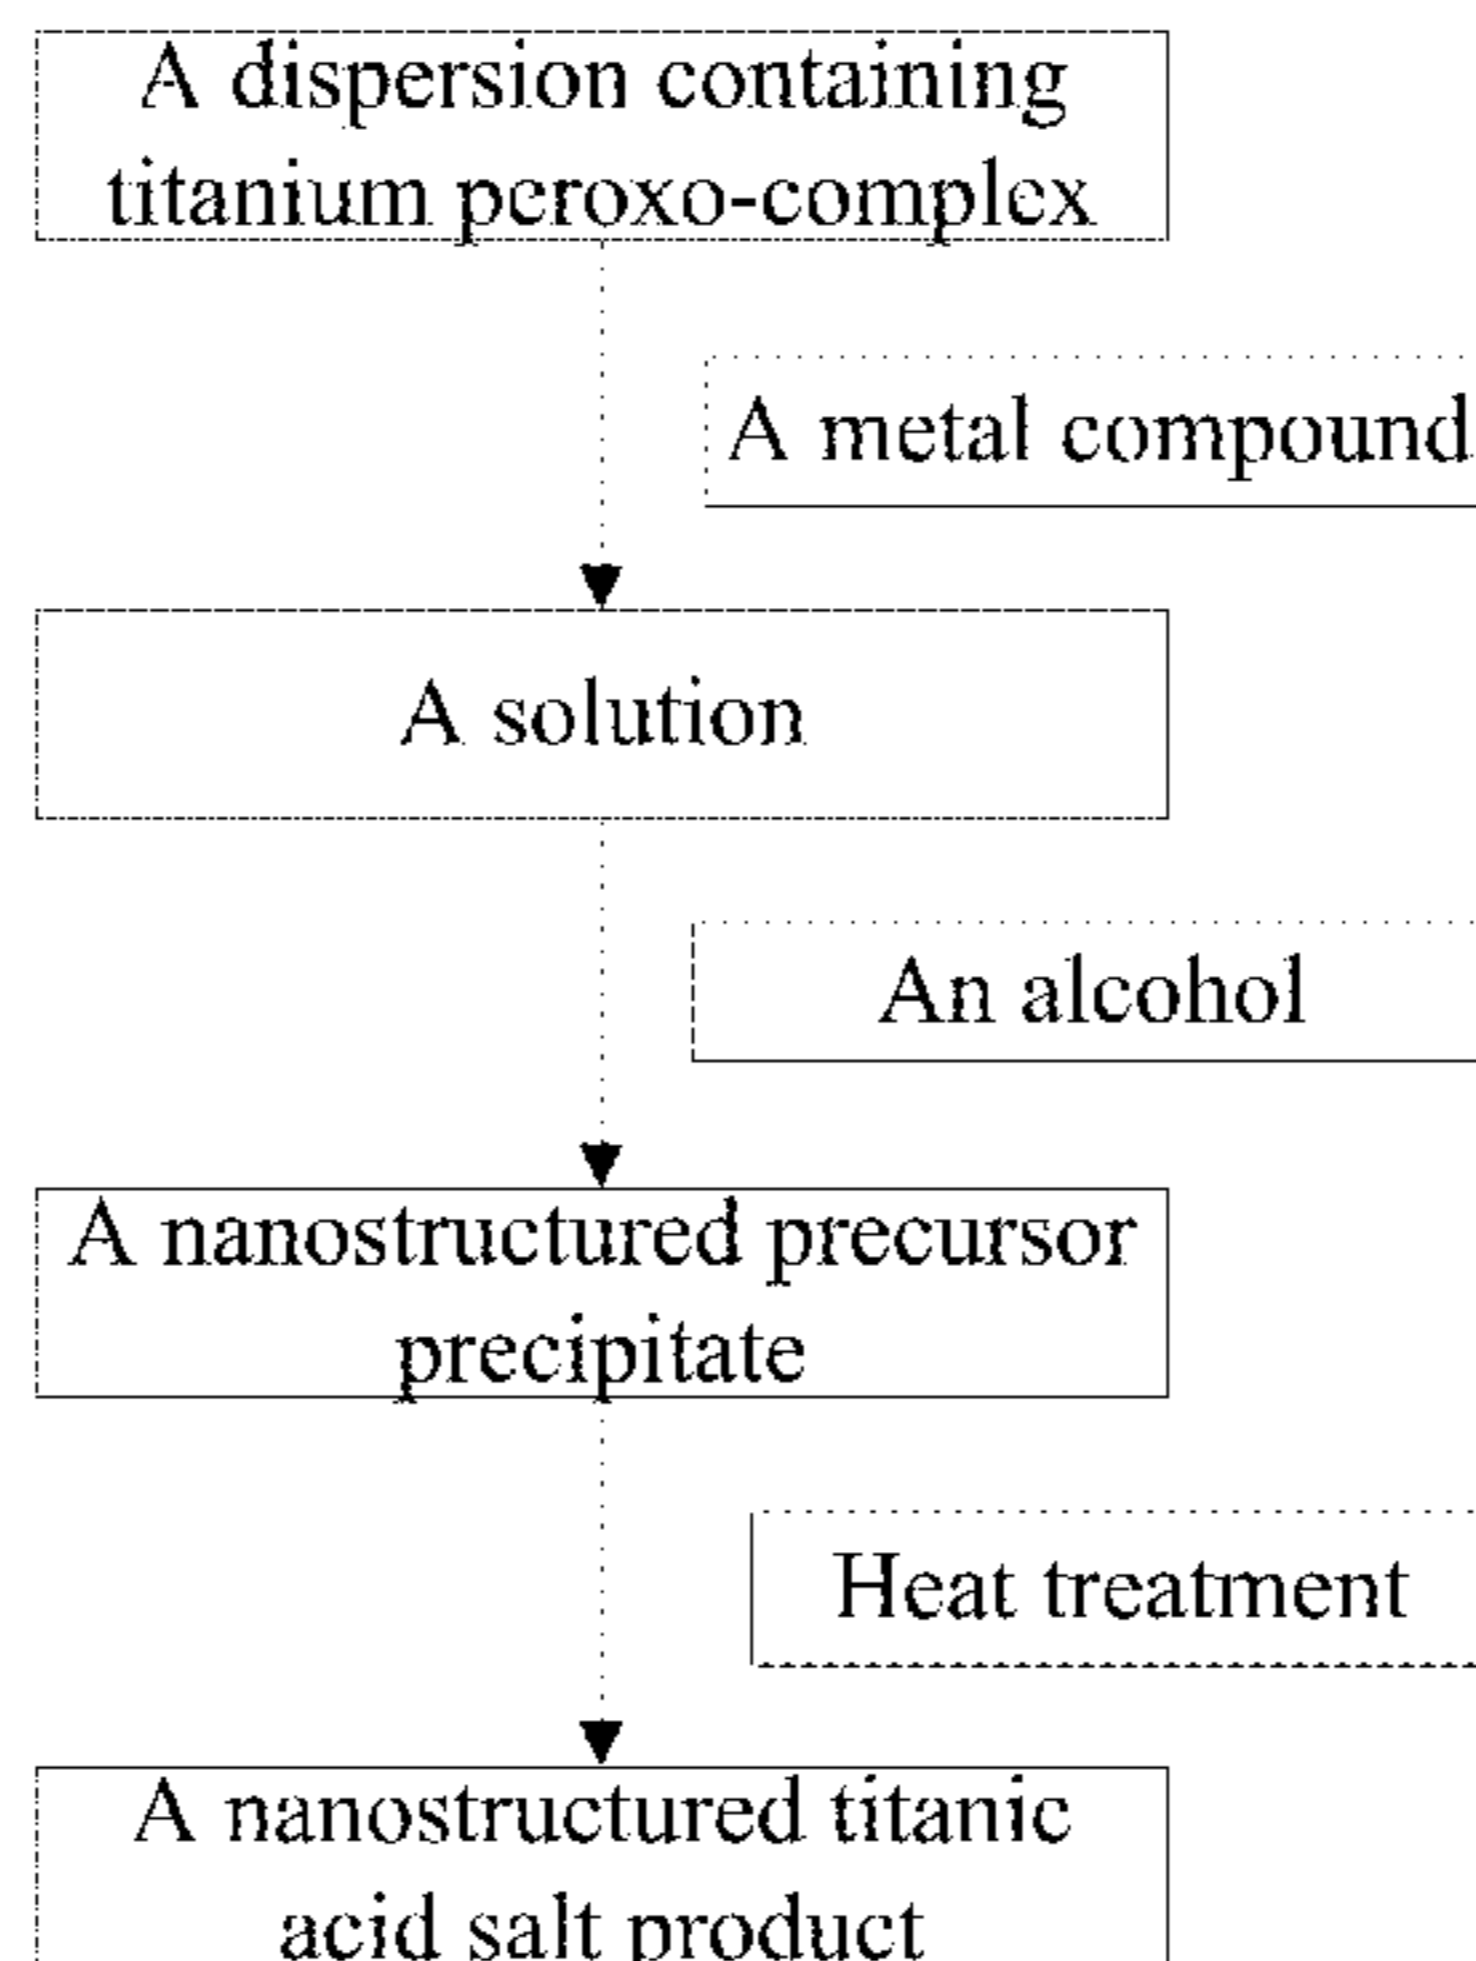 A dispersion containing
titanium peroxo-complex
A metal compound
A solution
An alcohol
A nanostructured precursor
precipitate
Heat treatment
A nanostructured titanic
acid salt product